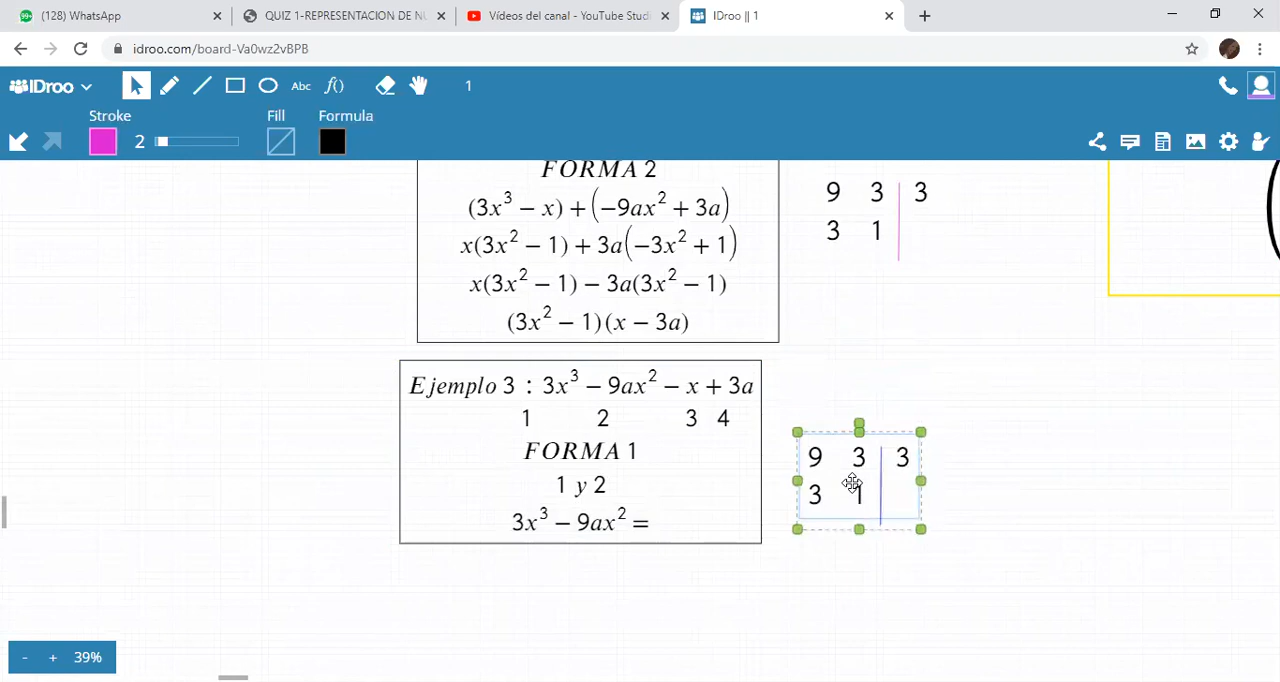 (128) WhatsApp
QUIZ 1-REPRESENTACION DE NU
Vídeos del canal - YouTube Studi
IDroo || 1
idroo.com/board-Va0wz2vBPB
IDroo
Abc
f()
1
Stroke
Fill
Formula
2
FORMA 2
(3x³ − x) + (−9ax² + 3a)
x(3x² − 1) + 3a(−3x² + 1)
x(3x² − 1) − 3a(3x² − 1)
(3x² − 1)(x − 3a)
9 3 3
3 1
Ejemplo 3 : 3x³ − 9ax² − x + 3a
1 2 3 4
FORMA 1
1 y 2
3x³ − 9ax² =
9 3 3
3 1
- + 39%